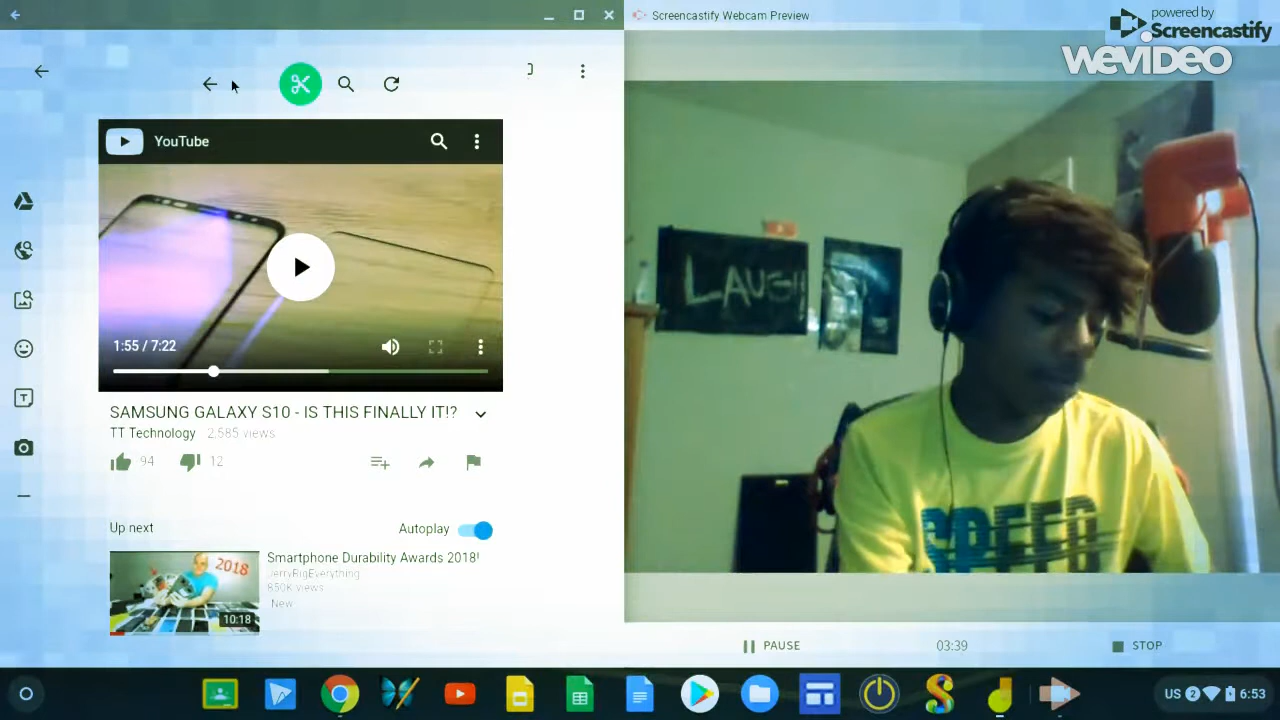 Screencastify Webcam Preview
powered by
Screencastify
WeVIDEO
YouTube
1:55 / 7:22
SAMSUNG GALAXY S10 - IS THIS FINALLY IT!?
TT Technology 2,585 views
94 12
Up next Autoplay
Smartphone Durability Awards 2018!
JerryRigEverything
850K views
New
2018
10:18
LAUGH
SPEED
PAUSE 03:39 STOP
US 2 6:53